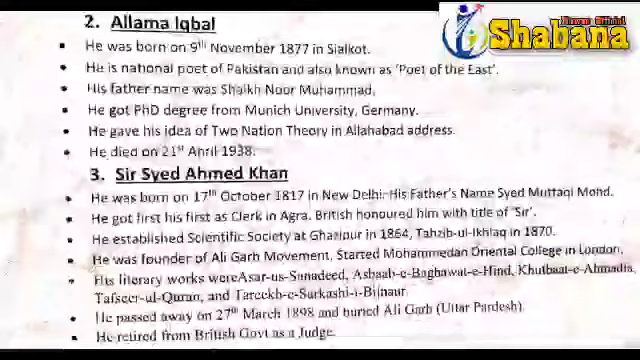 Rawan Official
Shabana
2. Allama Iqbal
• He was born on 9th November 1877 in Sialkot.
• He is national poet of Pakistan and also known as 'Poet of the East'.
• His father name was Shaikh Noor Muhammad.
• He got PhD degree from Munich University, Germany.
• He gave his idea of Two Nation Theory in Allahabad address.
• He died on 21st April 1938.
3. Sir Syed Ahmed Khan
• He was born on 17th October 1817 in New Delhi. His Father's Name Syed Muttaqi Mohd.
• He got first his first as Clerk in Agra. British honoured him with title of 'Sir'.
• He established Scientific Society at Ghazipur in 1864, Tahzib-ul-Ikhlaq in 1870.
• He was founder of Ali Garh Movement, Started Mohammedan Oriental College in London,
• His literary works were Asar-us-Sanadeed, Asbaab-e-Baghawat-e-Hind, Khutbaat-e-Ahmadia,
Tafseer-ul-Quran, and Tareekh-e-Sarkashi-i-Bijnaur.
• He passed away on 27th March 1898 and buried Ali Garh (Uttar Pardesh).
• He retired from British Govt as a Judge.